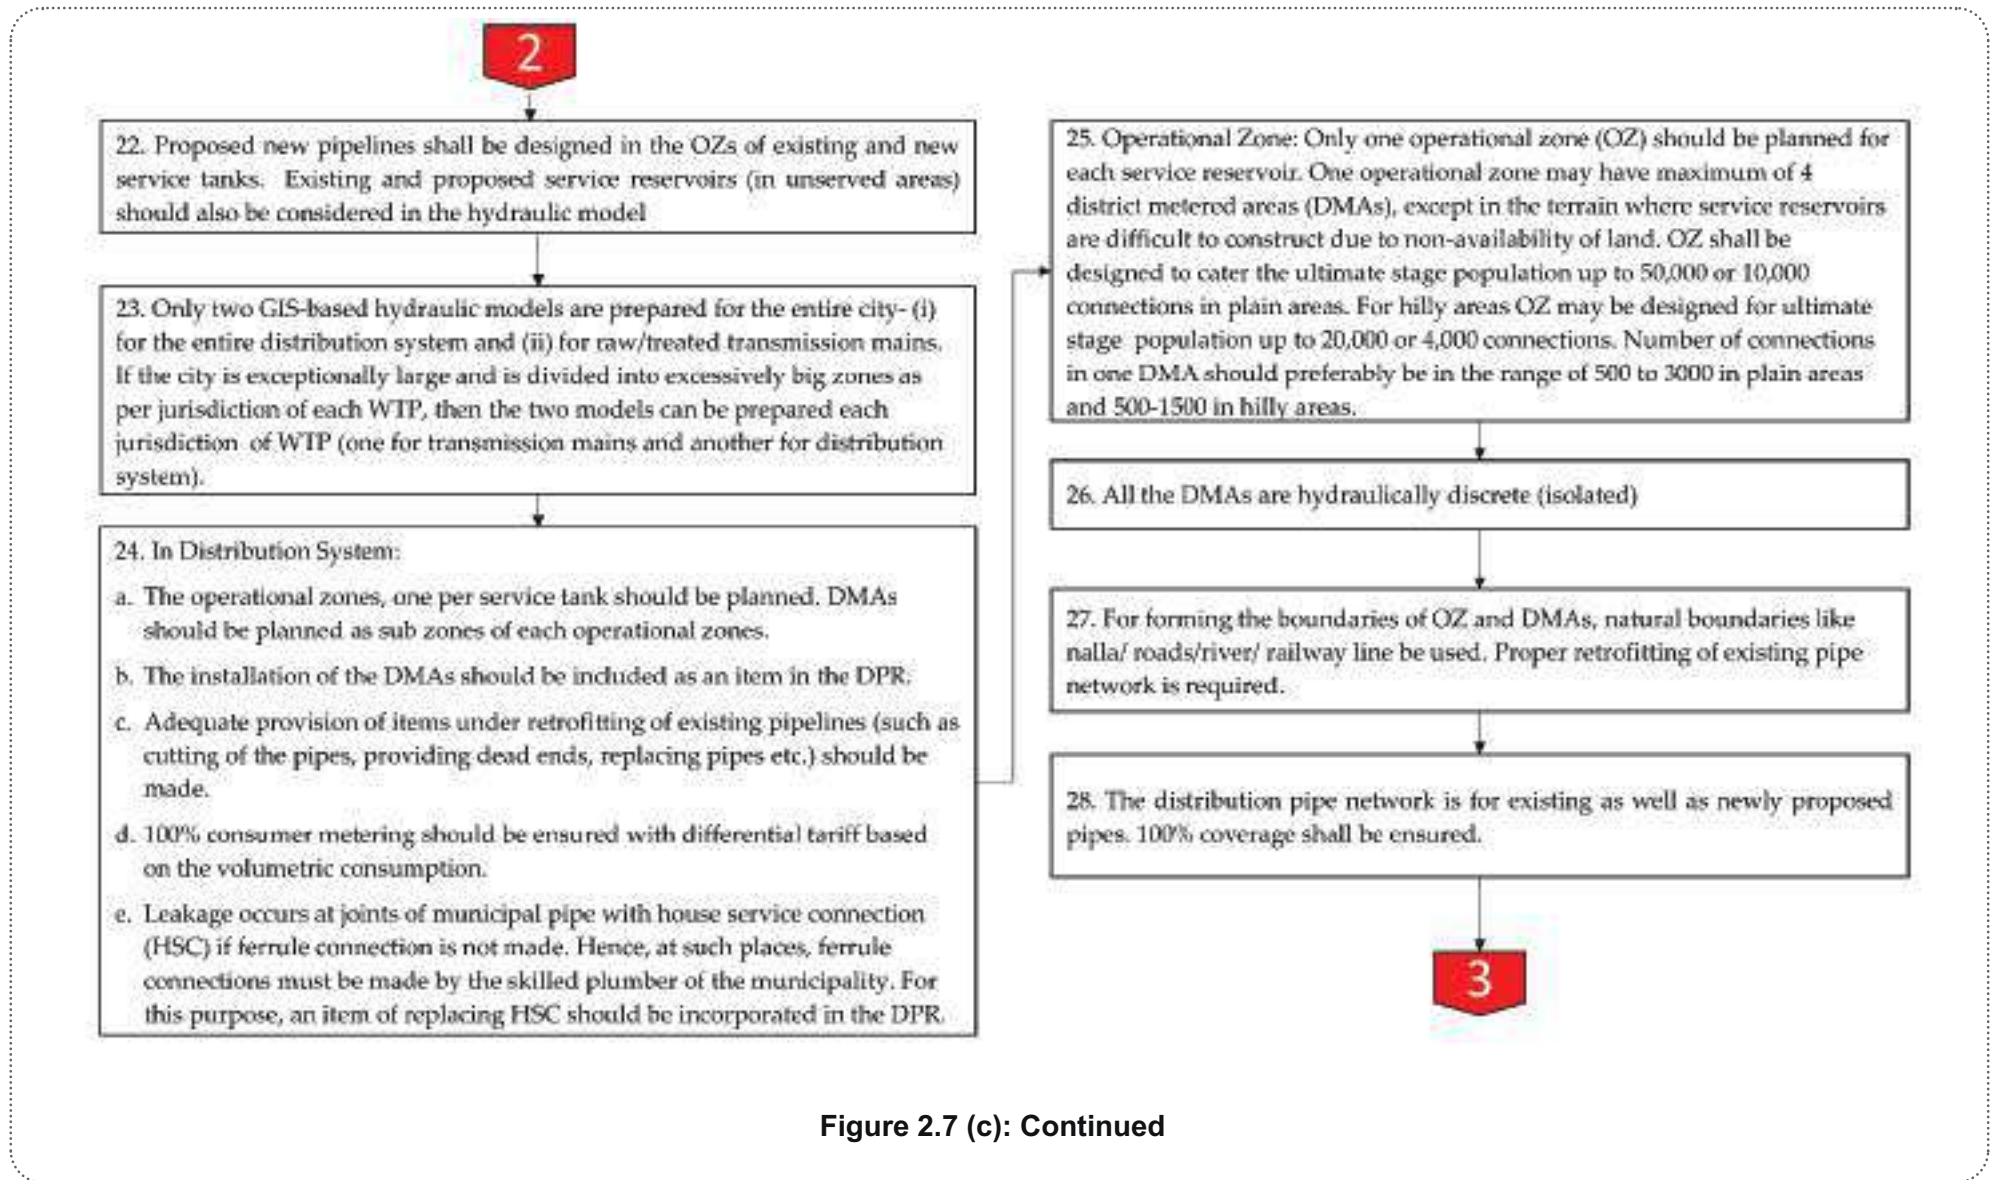 2
22. Proposed new pipelines shall be designed in the OZs of existing and new
service tanks. Existing and proposed service reservoirs (in unserved areas)
should also be considered in the hydraulic model
23. Only two GIS-based hydraulic models are prepared for the entire city- (i)
for the entire distribution system and (ii) for raw/treated transmission mains.
If the city is exceptionally large and is divided into excessively big zones as
per jurisdiction of each WTP, then the two models can be prepared each
jurisdiction of WTP (one for transmission mains and another for distribution
system).
24. In Distribution System:
a. The operational zones, one per service tank should be planned. DMAs
should be planned as sub zones of each operational zones.
b. The installation of the DMAs should be included as an item in the DPR.
c. Adequate provision of items under retrofitting of existing pipelines (such as
cutting of the pipes, providing dead ends, replacing pipes etc.) should be
made.
d. 100% consumer metering should be ensured with differential tariff based
on the volumetric consumption.
e. Leakage occurs at joints of municipal pipe with house service connection
(HSC) if ferrule connection is not made. Hence, at such places, ferrule
connections must be made by the skilled plumber of the municipality. For
this purpose, an item of replacing HSC should be incorporated in the DPR.
25. Operational Zone: Only one operational zone (OZ) should be planned for
each service reservoir. One operational zone may have maximum of 4
district metered areas (DMAs), except in the terrain where service reservoirs
are difficult to construct due to non-availability of land. OZ shall be
designed to cater the ultimate stage population up to 50,000 or 10,000
connections in plain areas. For hilly areas OZ may be designed for ultimate
stage population up to 20,000 or 4,000 connections. Number of connections
in one DMA should preferably be in the range of 500 to 3000 in plain areas
and 500-1500 in hilly areas.
26. All the DMAs are hydraulically discrete (isolated)
27. For forming the boundaries of OZ and DMAs, natural boundaries like
nalla/ roads/river/ railway line be used. Proper retrofitting of existing pipe
network is required.
28. The distribution pipe network is for existing as well as newly proposed
pipes. 100% coverage shall be ensured.
3
Figure 2.7 (c): Continued